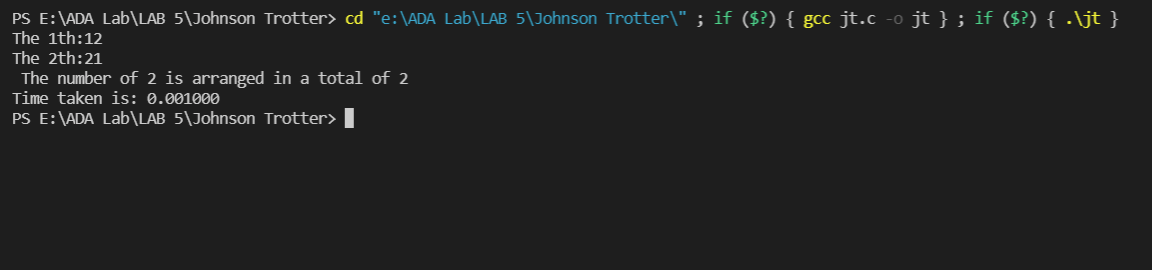 PS E:\ADA Lab\LAB 5\Johnson Trotter> cd "e:\ADA Lab\LAB 5\Johnson Trotter\" ; if ($?) { gcc jt.c -o jt } ; if ($?) { .\jt }
The 1th:12
The 2th:21
 The number of 2 is arranged in a total of 2
Time taken is: 0.001000
PS E:\ADA Lab\LAB 5\Johnson Trotter>